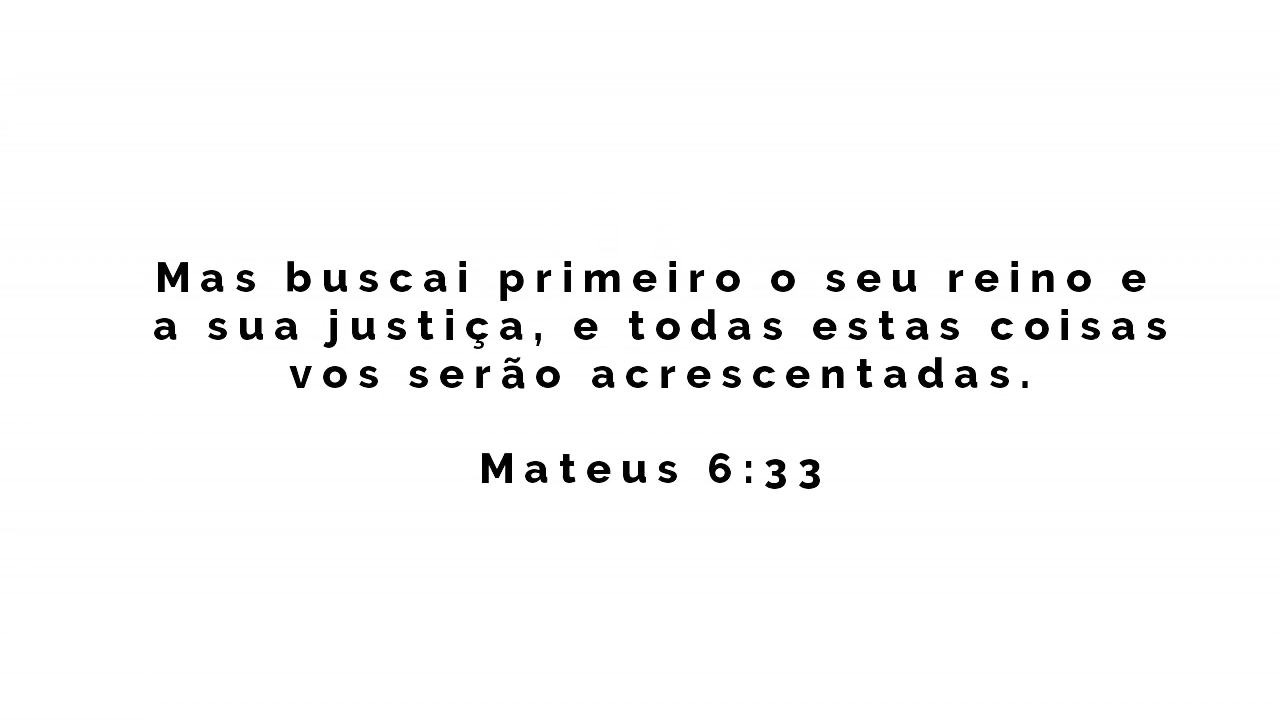 Mas buscai primeiro o seu reino e
a sua justiça, e todas estas coisas
vos serão acrescentadas.
Mateus 6:33